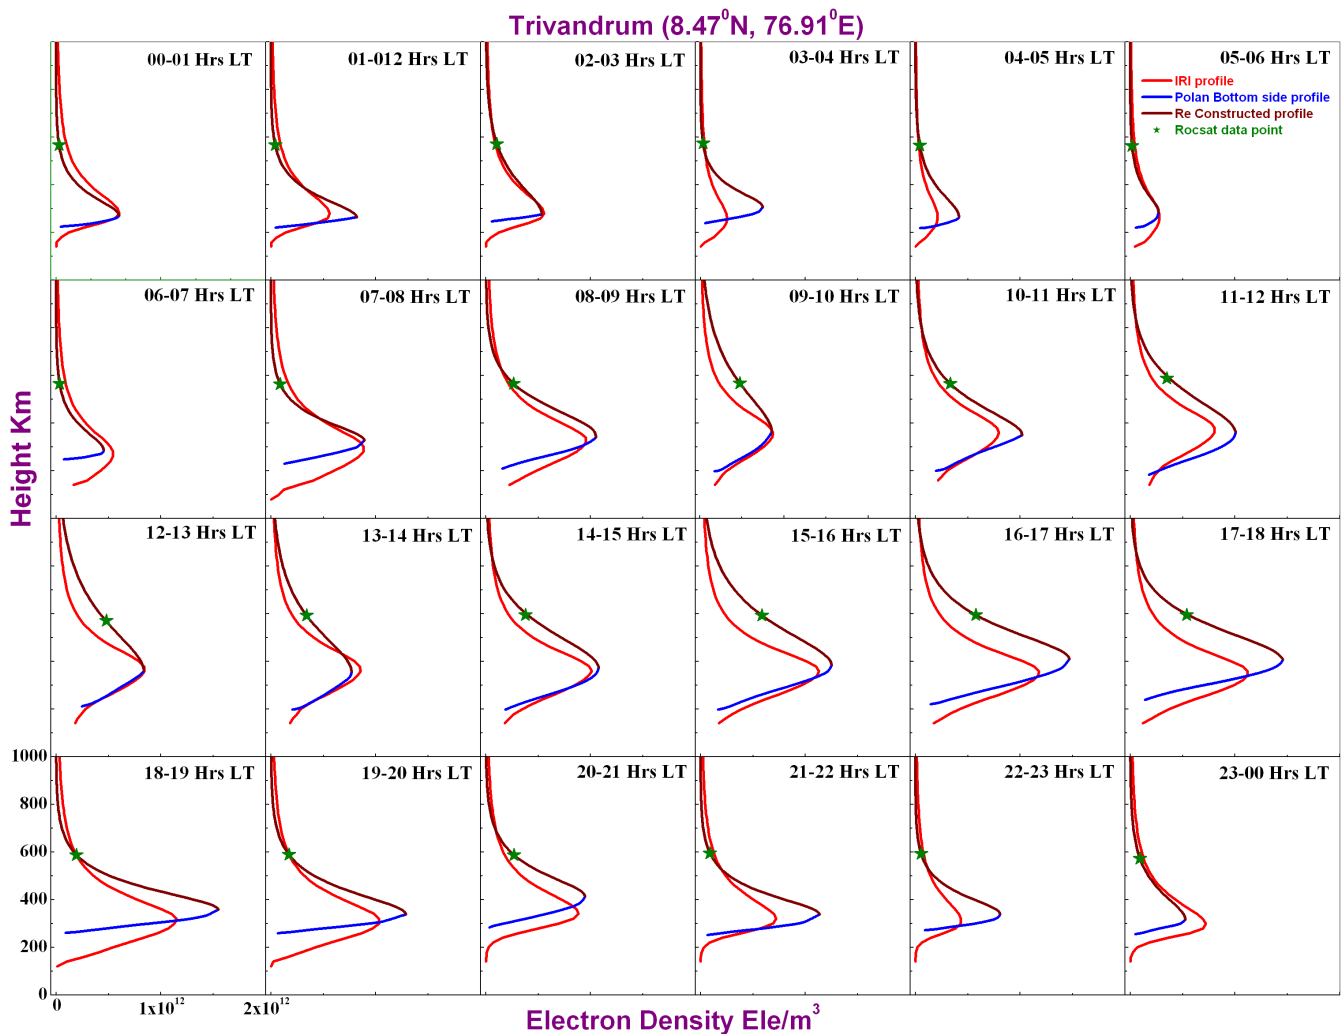 Trivandrum (8.47⁰N, 76.91⁰E)
00-01 Hrs LT
01-012 Hrs LT
02-03 Hrs LT
03-04 Hrs LT
04-05 Hrs LT
05-06 Hrs LT
IRI profile
Polan Bottom side profile
Re Constructed profile
Rocsat data point
06-07 Hrs LT
07-08 Hrs LT
08-09 Hrs LT
09-10 Hrs LT
10-11 Hrs LT
11-12 Hrs LT
Height Km
12-13 Hrs LT
13-14 Hrs LT
14-15 Hrs LT
15-16 Hrs LT
16-17 Hrs LT
17-18 Hrs LT
18-19 Hrs LT
19-20 Hrs LT
20-21 Hrs LT
21-22 Hrs LT
22-23 Hrs LT
23-00 Hrs LT
1000
800
600
400
200
0
0 1x10¹² 2x10¹²
Electron Density Ele/m³